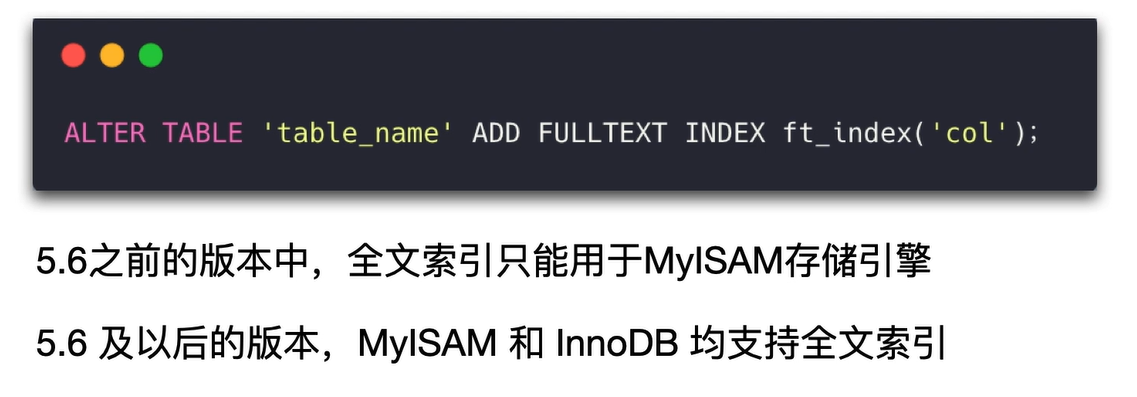 ALTER TABLE 'table_name' ADD FULLTEXT INDEX ft_index('col');
5.6之前的版本中，全文索引只能用于MyISAM存储引擎
5.6 及以后的版本，MyISAM 和 InnoDB 均支持全文索引